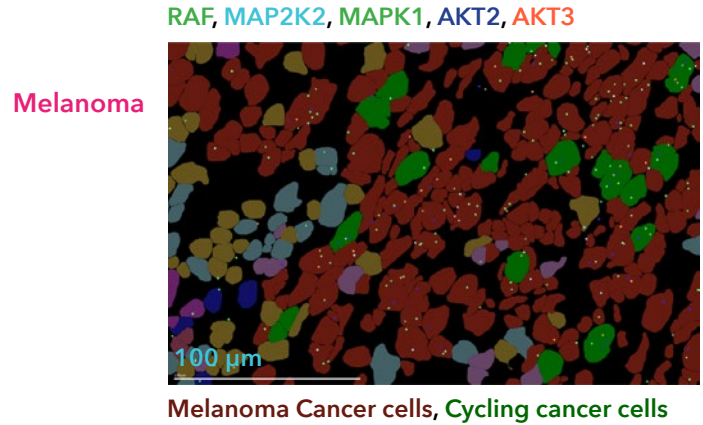 RAF, MAP2K2, MAPK1, AKT2, AKT3
Melanoma
100 μm
Melanoma Cancer cells, Cycling cancer cells